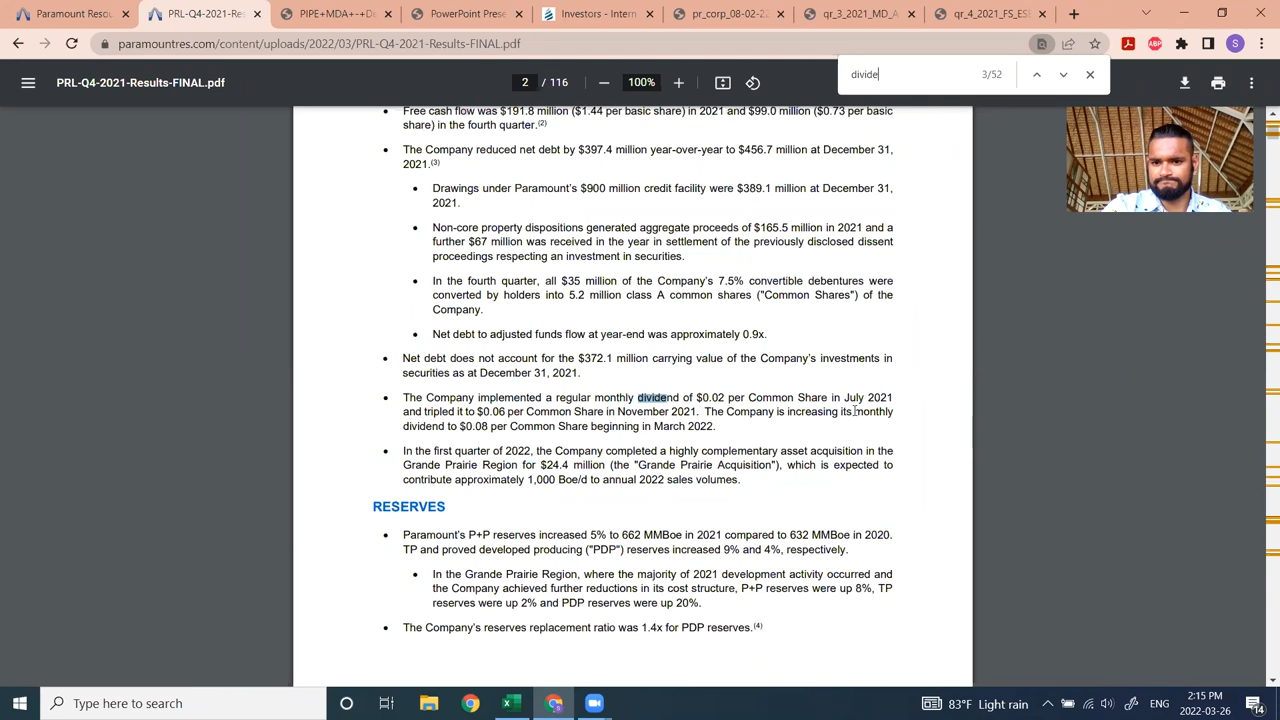 Paramount Resou
PRL-Q4-2021-Res
PIPE+MDA+-+De
PowerPoint Prese
Investors - Intern
pr_corp_08-02-22
qr_3_2021_MD_A
qr_4_2021_FS_ESE
paramountres.com/content/uploads/2022/03/PRL-Q4-2021-Results-FINAL.pdf
ABP
S
divide
3/52
PRL-Q4-2021-Results-FINAL.pdf
2 / 116
100%
• Free cash flow was $191.8 million ($1.44 per basic share) in 2021 and $99.0 million ($0.73 per basic
share) in the fourth quarter.(2)
• The Company reduced net debt by $397.4 million year-over-year to $456.7 million at December 31,
2021.(3)
• Drawings under Paramount's $900 million credit facility were $389.1 million at December 31,
2021.
• Non-core property dispositions generated aggregate proceeds of $165.5 million in 2021 and a
further $67 million was received in the year in settlement of the previously disclosed dissent
proceedings respecting an investment in securities.
• In the fourth quarter, all $35 million of the Company's 7.5% convertible debentures were
converted by holders into 5.2 million class A common shares ("Common Shares") of the
Company.
• Net debt to adjusted funds flow at year-end was approximately 0.9x.
• Net debt does not account for the $372.1 million carrying value of the Company's investments in
securities as at December 31, 2021.
• The Company implemented a regular monthly dividend of $0.02 per Common Share in July 2021
and tripled it to $0.06 per Common Share in November 2021. The Company is increasing its monthly
dividend to $0.08 per Common Share beginning in March 2022.
• In the first quarter of 2022, the Company completed a highly complementary asset acquisition in the
Grande Prairie Region for $24.4 million (the "Grande Prairie Acquisition"), which is expected to
contribute approximately 1,000 Boe/d to annual 2022 sales volumes.
RESERVES
• Paramount's P+P reserves increased 5% to 662 MMBoe in 2021 compared to 632 MMBoe in 2020.
TP and proved developed producing ("PDP") reserves increased 9% and 4%, respectively.
• In the Grande Prairie Region, where the majority of 2021 development activity occurred and
the Company achieved further reductions in its cost structure, P+P reserves were up 8%, TP
reserves were up 2% and PDP reserves were up 20%.
• The Company's reserves replacement ratio was 1.4x for PDP reserves.(4)
Type here to search
83°F Light rain
ENG
2:15 PM
2022-03-26
14